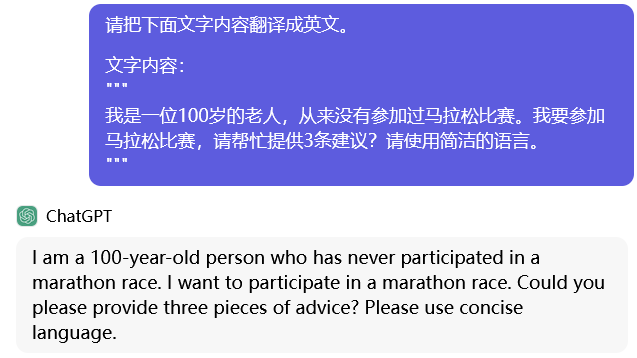 请把下面文字内容翻译成英文。
文字内容：
"""
我是一位100岁的老人，从来没有参加过马拉松比赛。我要参加
马拉松比赛，请帮忙提供3条建议？请使用简洁的语言。
"""
ChatGPT
I am a 100-year-old person who has never participated in a
marathon race. I want to participate in a marathon race. Could you
please provide three pieces of advice? Please use concise
language.